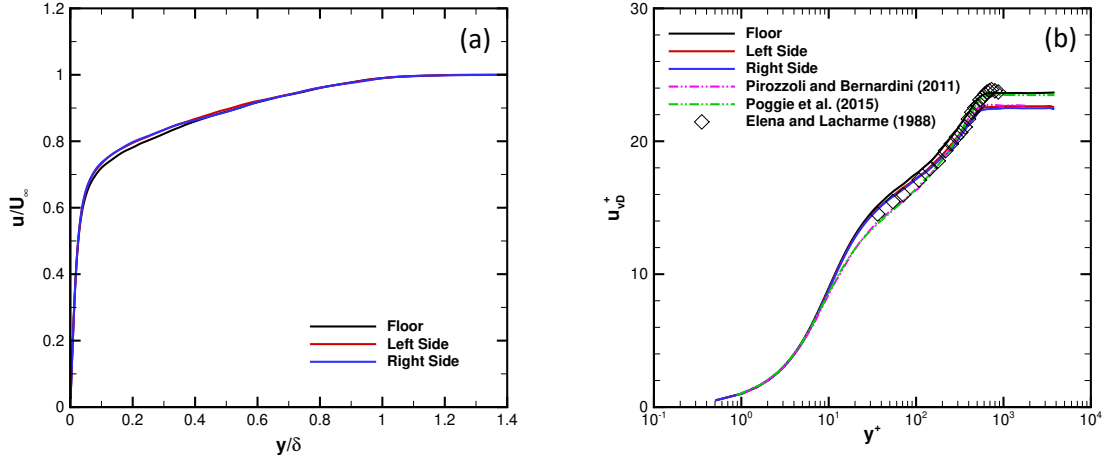 (a)
u/U∞
1
0.8
0.6
0.4
0.2
0
Floor
Left Side
Right Side
0 0.2 0.4 0.6 0.8 1 1.2 1.4
y/δ
(b)
u⁺vD
30
20
10
0
Floor
Left Side
Right Side
Pirozzoli and Bernardini (2011)
Poggie et al. (2015)
Elena and Lacharme (1988)
10⁻¹ 10⁰ 10¹ 10² 10³ 10⁴
y⁺